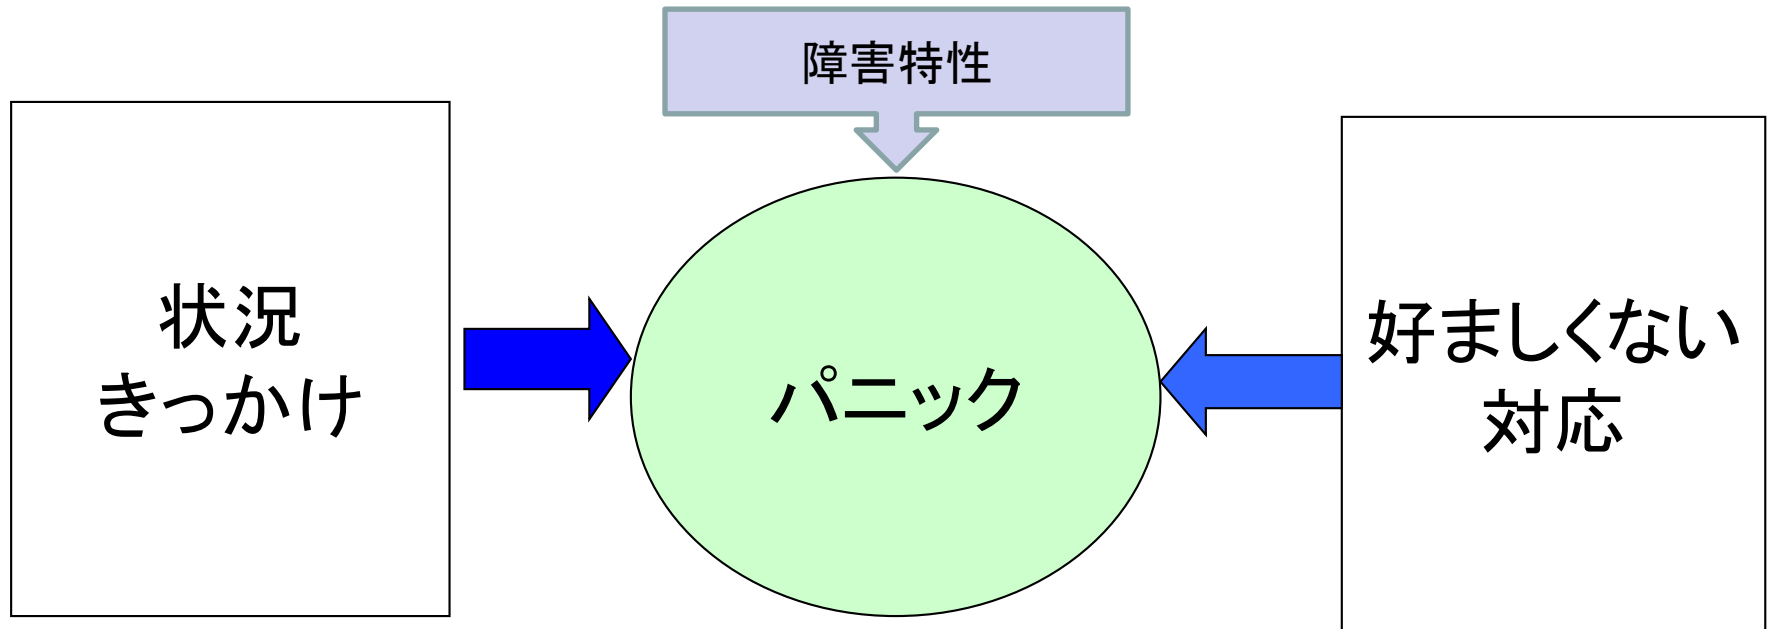 障害特性
状況
きっかけ
パニック
好ましくない
対応